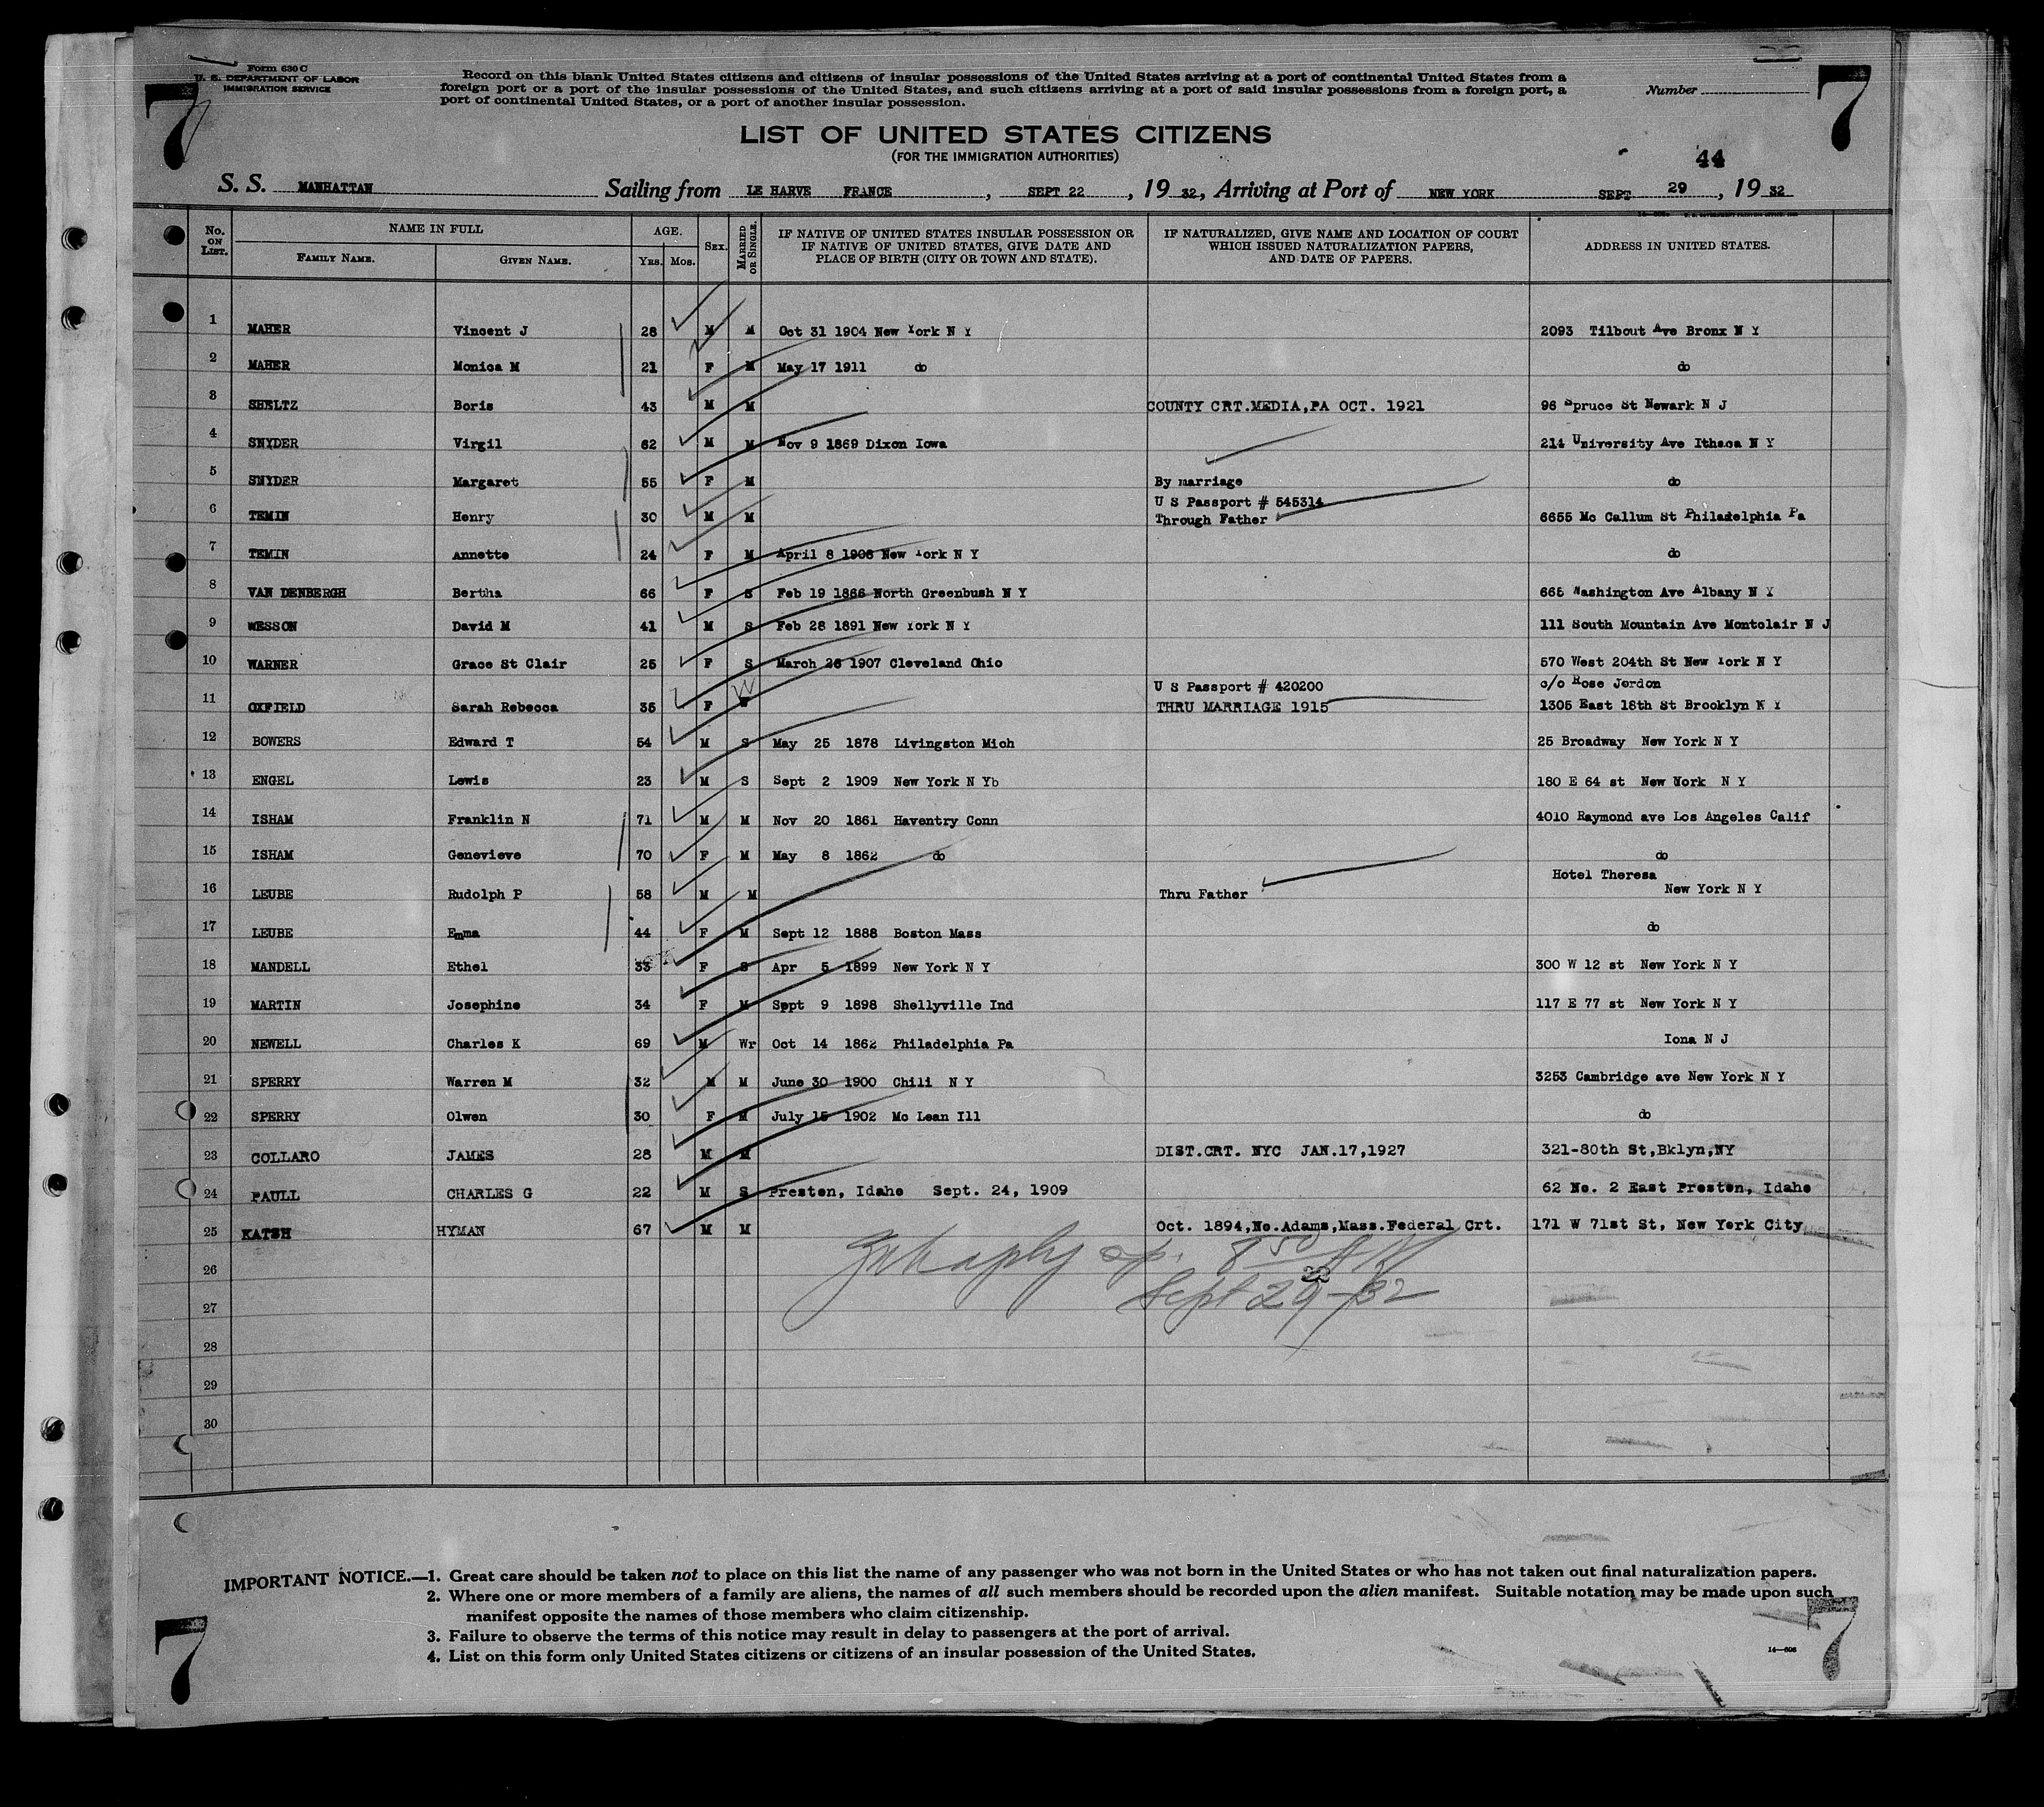 Form 630 C
U. S. DEPARTMENT OF LABOR
IMMIGRATION SERVICE
7
Record on this blank United States citizens and citizens of insular possessions of the United States arriving at a port of continental United States from a
foreign port or a port of the insular possessions of the United States, and such citizens arriving at a port of said insular possessions from a foreign port, a
port of continental United States, or a port of another insular possession.
Number
7
LIST OF UNITED STATES CITIZENS
(FOR THE IMMIGRATION AUTHORITIES)
44
S. S. MANHATTAN Sailing from LE HARVE FRANCE, SEPT 22, 19 32, Arriving at Port of NEW YORK SEPT 29, 19 32
No. ON LIST. NAME IN FULL FAMILY NAME. GIVEN NAME. AGE. YRS. MOS. SEX. MARRIED OR SINGLE. IF NATIVE OF UNITED STATES INSULAR POSSESSION OR IF NATIVE OF UNITED STATES, GIVE DATE AND PLACE OF BIRTH (CITY OR TOWN AND STATE). IF NATURALIZED, GIVE NAME AND LOCATION OF COURT WHICH ISSUED NATURALIZATION PAPERS, AND DATE OF PAPERS. ADDRESS IN UNITED STATES.
1 MAHER Vincent J 28 M M Oct 31 1904 New York N Y 2093 Tilbout Ave Bronx N Y
2 MAHER Monica M 21 F M May 17 1911 do do
3 SHELTZ Boris 43 M M COUNTY CRT.MEDIA,PA OCT. 1921 96 Spruce St Newark N J
4 SNYDER Virgil 62 M M Nov 9 1869 Dixon Iowa 214 University Ave Ithaca N Y
5 SNYDER Margaret 55 F M By marriage do
U S Passport # 545314
6 TEMIN Henry 30 M M Through Father 6655 Mc Callum St Philadelphia Pa
7 TEMIN Annette 24 F M April 8 1908 New York N Y do
8 VAN DENBERGH Bertha 66 F S Feb 19 1866 North Greenbush N Y 665 Washington Ave Albany N Y
9 WESSON David M 41 M S Feb 28 1891 New York N Y 111 South Mountain Ave Montclair N J
10 WARNER Grace St Clair 25 F S March 26 1907 Cleveland Ohio 570 West 204th St New York N Y
U S Passport # 420200 c/o Rose Jordon
11 OXFIELD Sarah Rebecca 35 F W THRU MARRIAGE 1915 1305 East 18th St Brooklyn N Y
12 BOWERS Edward T 54 M S May 25 1878 Livingston Mich 25 Broadway New York N Y
13 ENGEL Lewis 23 M S Sept 2 1909 New York N Yb 180 E 64 st New Work N Y
14 ISHAM Franklin N 71 M M Nov 20 1861 Haventry Conn 4010 Raymond ave Los Angeles Calif
15 ISHAM Genevieve 70 F M May 8 1862 do do
Hotel Theresa
16 LEUBE Rudolph P 58 M M Thru Father New York N Y
17 LEUBE Emma 44 F M Sept 12 1888 Boston Mass do
18 MANDELL Ethel 33 F S Apr 5 1899 New York N Y 300 W 12 st New York N Y
19 MARTIN Josephine 34 F M Sept 9 1898 Shellyville Ind 117 E 77 st New York N Y
20 NEWELL Charles K 69 M Wr Oct 14 1862 Philadelphia Pa Iona N J
21 SPERRY Warren M 32 M M June 30 1900 Chili N Y 3253 Cambridge ave New York N Y
22 SPERRY Olwen 30 F M July 15 1902 Mc Lean Ill do
23 COLLARO JAMES 28 M M DIST.CRT. NYC JAN.17,1927 321-80th St,Bklyn,NY
24 PAULL CHARLES G 22 M S Preston, Idaho Sept. 24, 1909 62 No. 2 East Preston, Idaho
25 KATSH HYMAN 67 M M Oct. 1894,No.Adams,Mass.Federal Crt. 171 W 71st St, New York City
26
Sept 29-32
27
28
29
30
IMPORTANT NOTICE.—1. Great care should be taken not to place on this list the name of any passenger who was not born in the United States or who has not taken out final naturalization papers.
2. Where one or more members of a family are aliens, the names of all such members should be recorded upon the alien manifest. Suitable notation may be made upon such
manifest opposite the names of those members who claim citizenship.
3. Failure to observe the terms of this notice may result in delay to passengers at the port of arrival.
4. List on this form only United States citizens or citizens of an insular possession of the United States.
14—606
7
7